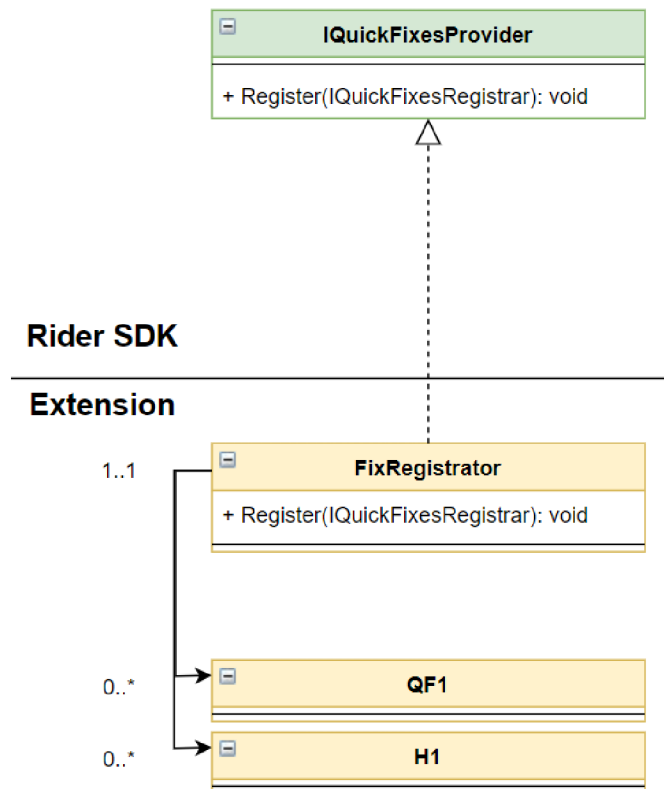 IQuickFixesProvider
+ Register(IQuickFixesRegistrar): void
Rider SDK
Extension
1..1
FixRegistrator
+ Register(IQuickFixesRegistrar): void
0..*
QF1
0..*
H1